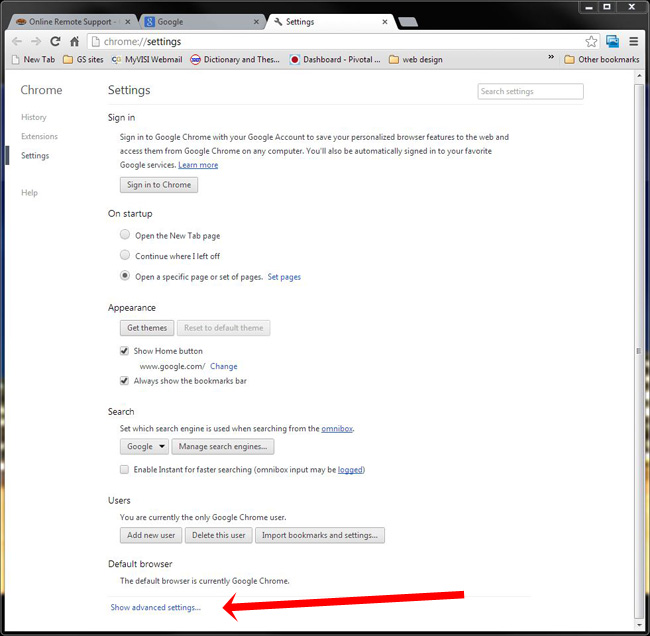 Online Remote Support -
Google
Settings
chrome://settings
New Tab
GS sites
MyVISI Webmail
Dictionary and Thes...
Dashboard - Pivotal ...
web design
»
Other bookmarks
Chrome
Settings
Search settings
History
Extensions
Settings
Help
Sign in
Sign in to Google Chrome with your Google Account to save your personalized browser features to the web and
access them from Google Chrome on any computer. You'll also be automatically signed in to your favorite
Google services. Learn more
Sign in to Chrome
On startup
Open the New Tab page
Continue where I left off
Open a specific page or set of pages. Set pages
Appearance
Get themes
Reset to default theme
Show Home button
www.google.com/ Change
Always show the bookmarks bar
Search
Set which search engine is used when searching from the omnibox.
Google
Manage search engines...
Enable Instant for faster searching (omnibox input may be logged)
Users
You are currently the only Google Chrome user.
Add new user
Delete this user
Import bookmarks and settings...
Default browser
The default browser is currently Google Chrome.
Show advanced settings...